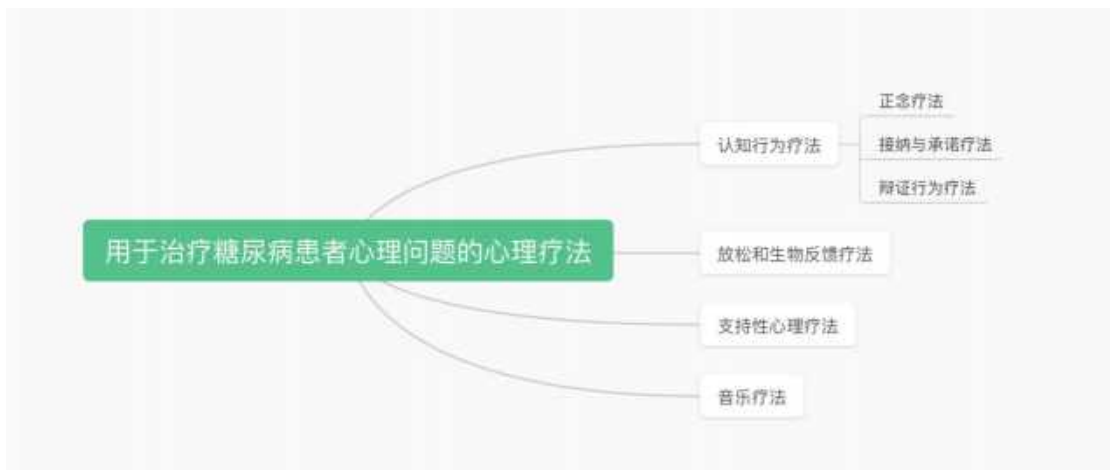 用于治疗糖尿病患者心理问题的心理疗法
认知行为疗法
正念疗法
接纳与承诺疗法
辩证行为疗法
放松和生物反馈疗法
支持性心理疗法
音乐疗法